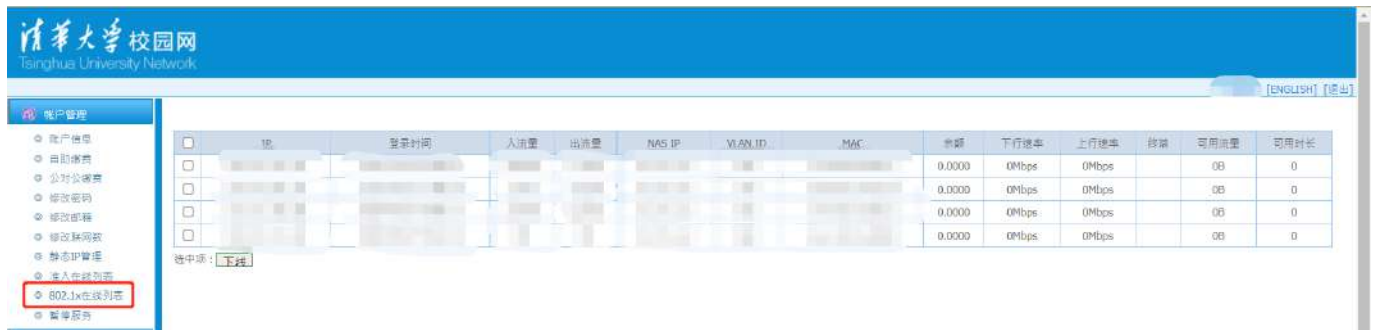 清华大学校园网
Tsinghua University Network
[ENGLISH] [退出]
帐户管理
账户信息
自助缴费
公对公缴费
修改密码
修改邮箱
修改联网数
静态IP管理
准入在线列表
802.1x在线列表
暂停服务
IP 登录时间 入流量 出流量 NAS IP VLAN ID MAC 余额 下行速率 上行速率 终端 可用流量 可用时长
0.0000 0Mbps 0Mbps 0B 0
0.0000 0Mbps 0Mbps 0B 0
0.0000 0Mbps 0Mbps 0B 0
0.0000 0Mbps 0Mbps 0B 0
选中项：下线